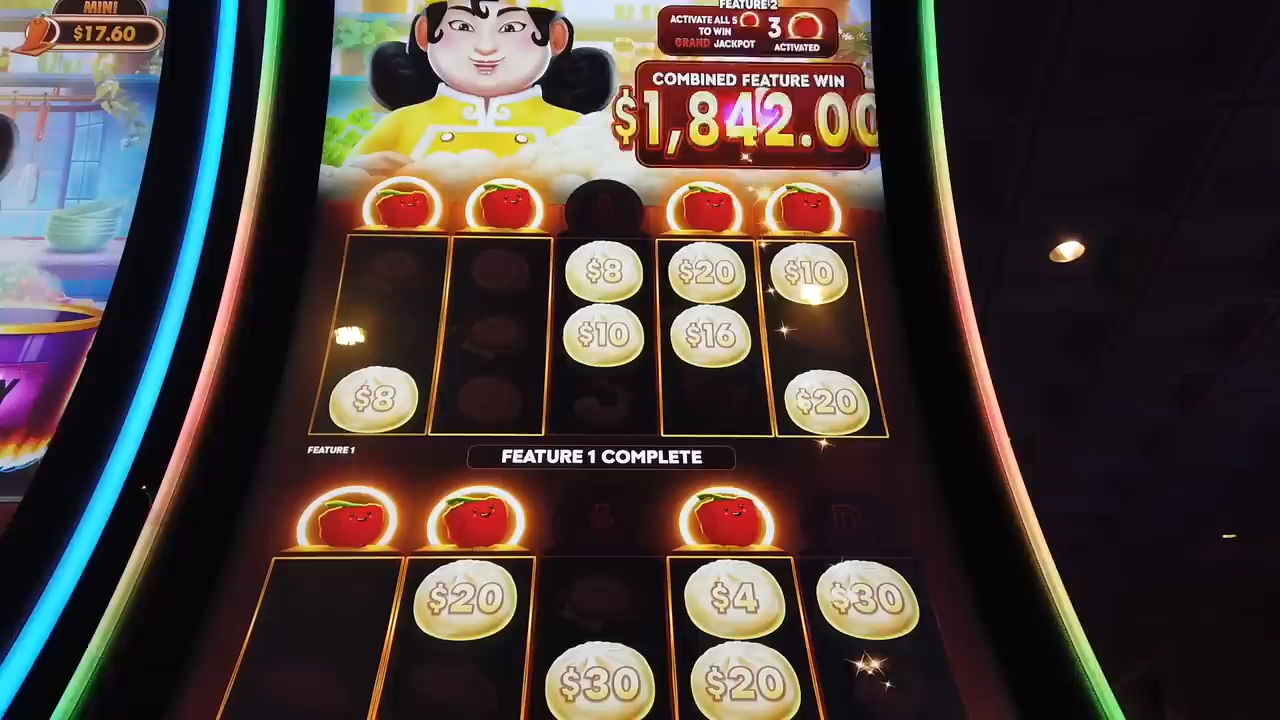 MINI
$17.60
FEATURE 2
ACTIVATE ALL 5
TO WIN
GRAND JACKPOT
3
ACTIVATED
COMBINED FEATURE WIN
$1,842.00
$8 $20 $10
$10 $16
$8 $20
FEATURE 1
FEATURE 1 COMPLETE
$20 $4 $30
$30 $20